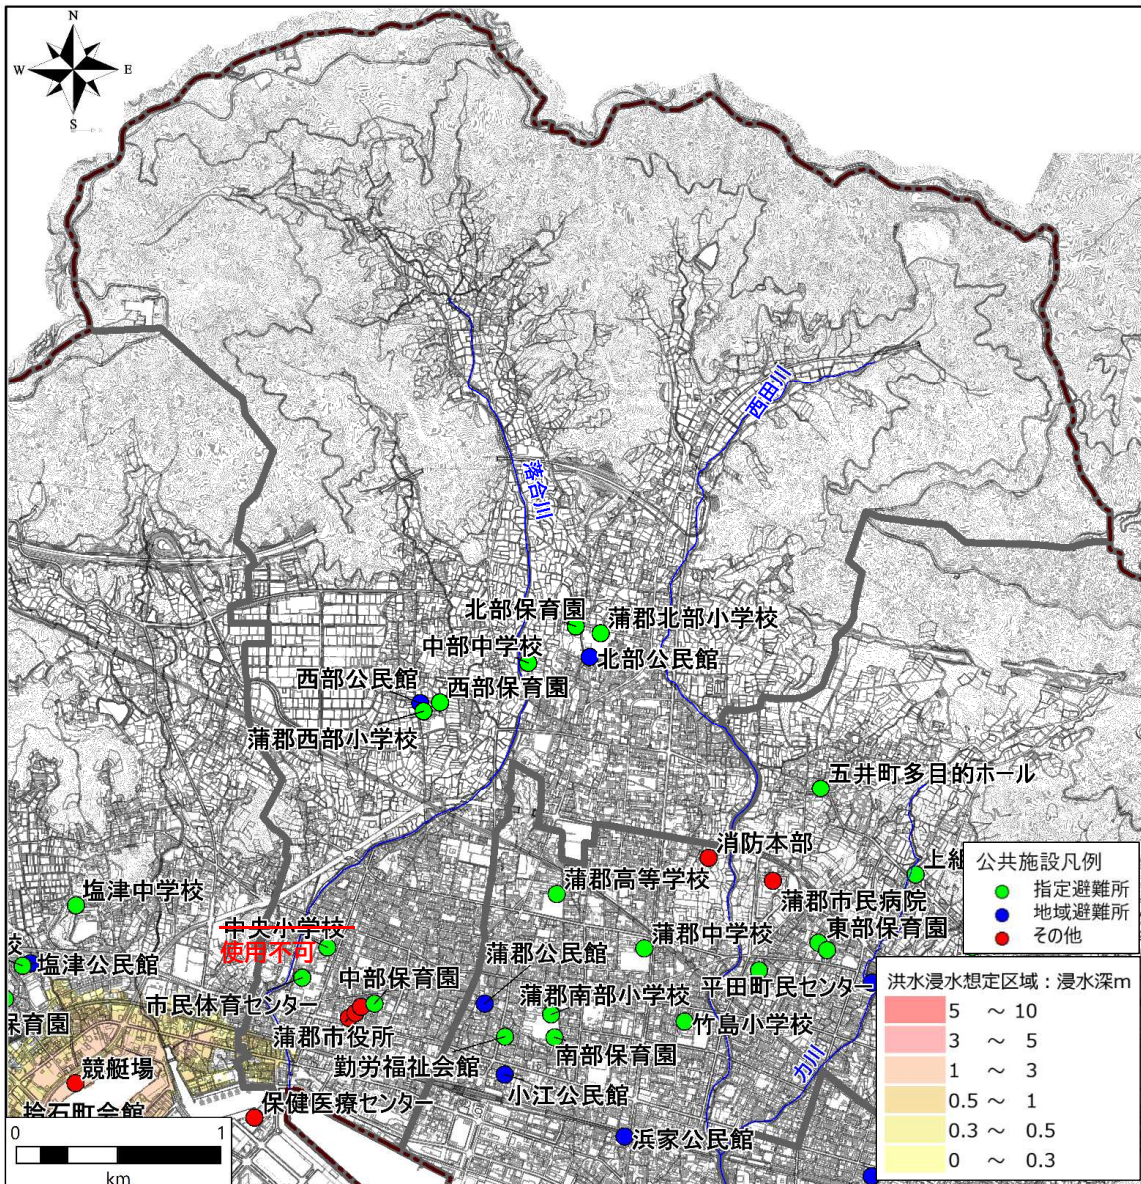 N
W
E
S
西田川
落合川
北部保育園
蒲郡北部小学校
中部中学校
北部公民館
西部公民館
西部保育園
蒲郡西部小学校
五井町多目的ホール
消防本部
上組
蒲郡高等学校
蒲郡市民病院
塩津中学校
中央小学校
使用不可
東部保育園
蒲郡中学校
蒲郡公民館
塩津公民館
中部保育園
平田町民センター
市民体育センター
蒲郡南部小学校
保育園
蒲郡市役所
竹島小学校
勤労福祉会館
南部保育園
力川
競艇場
小江公民館
保健医療センター
拾石町会館
浜家公民館
公共施設凡例
指定避難所
地域避難所
その他
洪水浸水想定区域：浸水深m
5 ～ 10
3 ～ 5
1 ～ 3
0.5 ～ 1
0.3 ～ 0.5
0 ～ 0.3
0 1
km